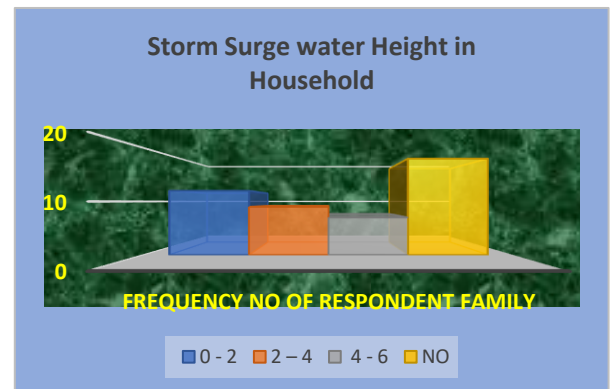 Storm Surge water Height in
Household
20
10
0
FREQUENCY NO OF RESPONDENT FAMILY
0 - 2 2 – 4 4 - 6 NO